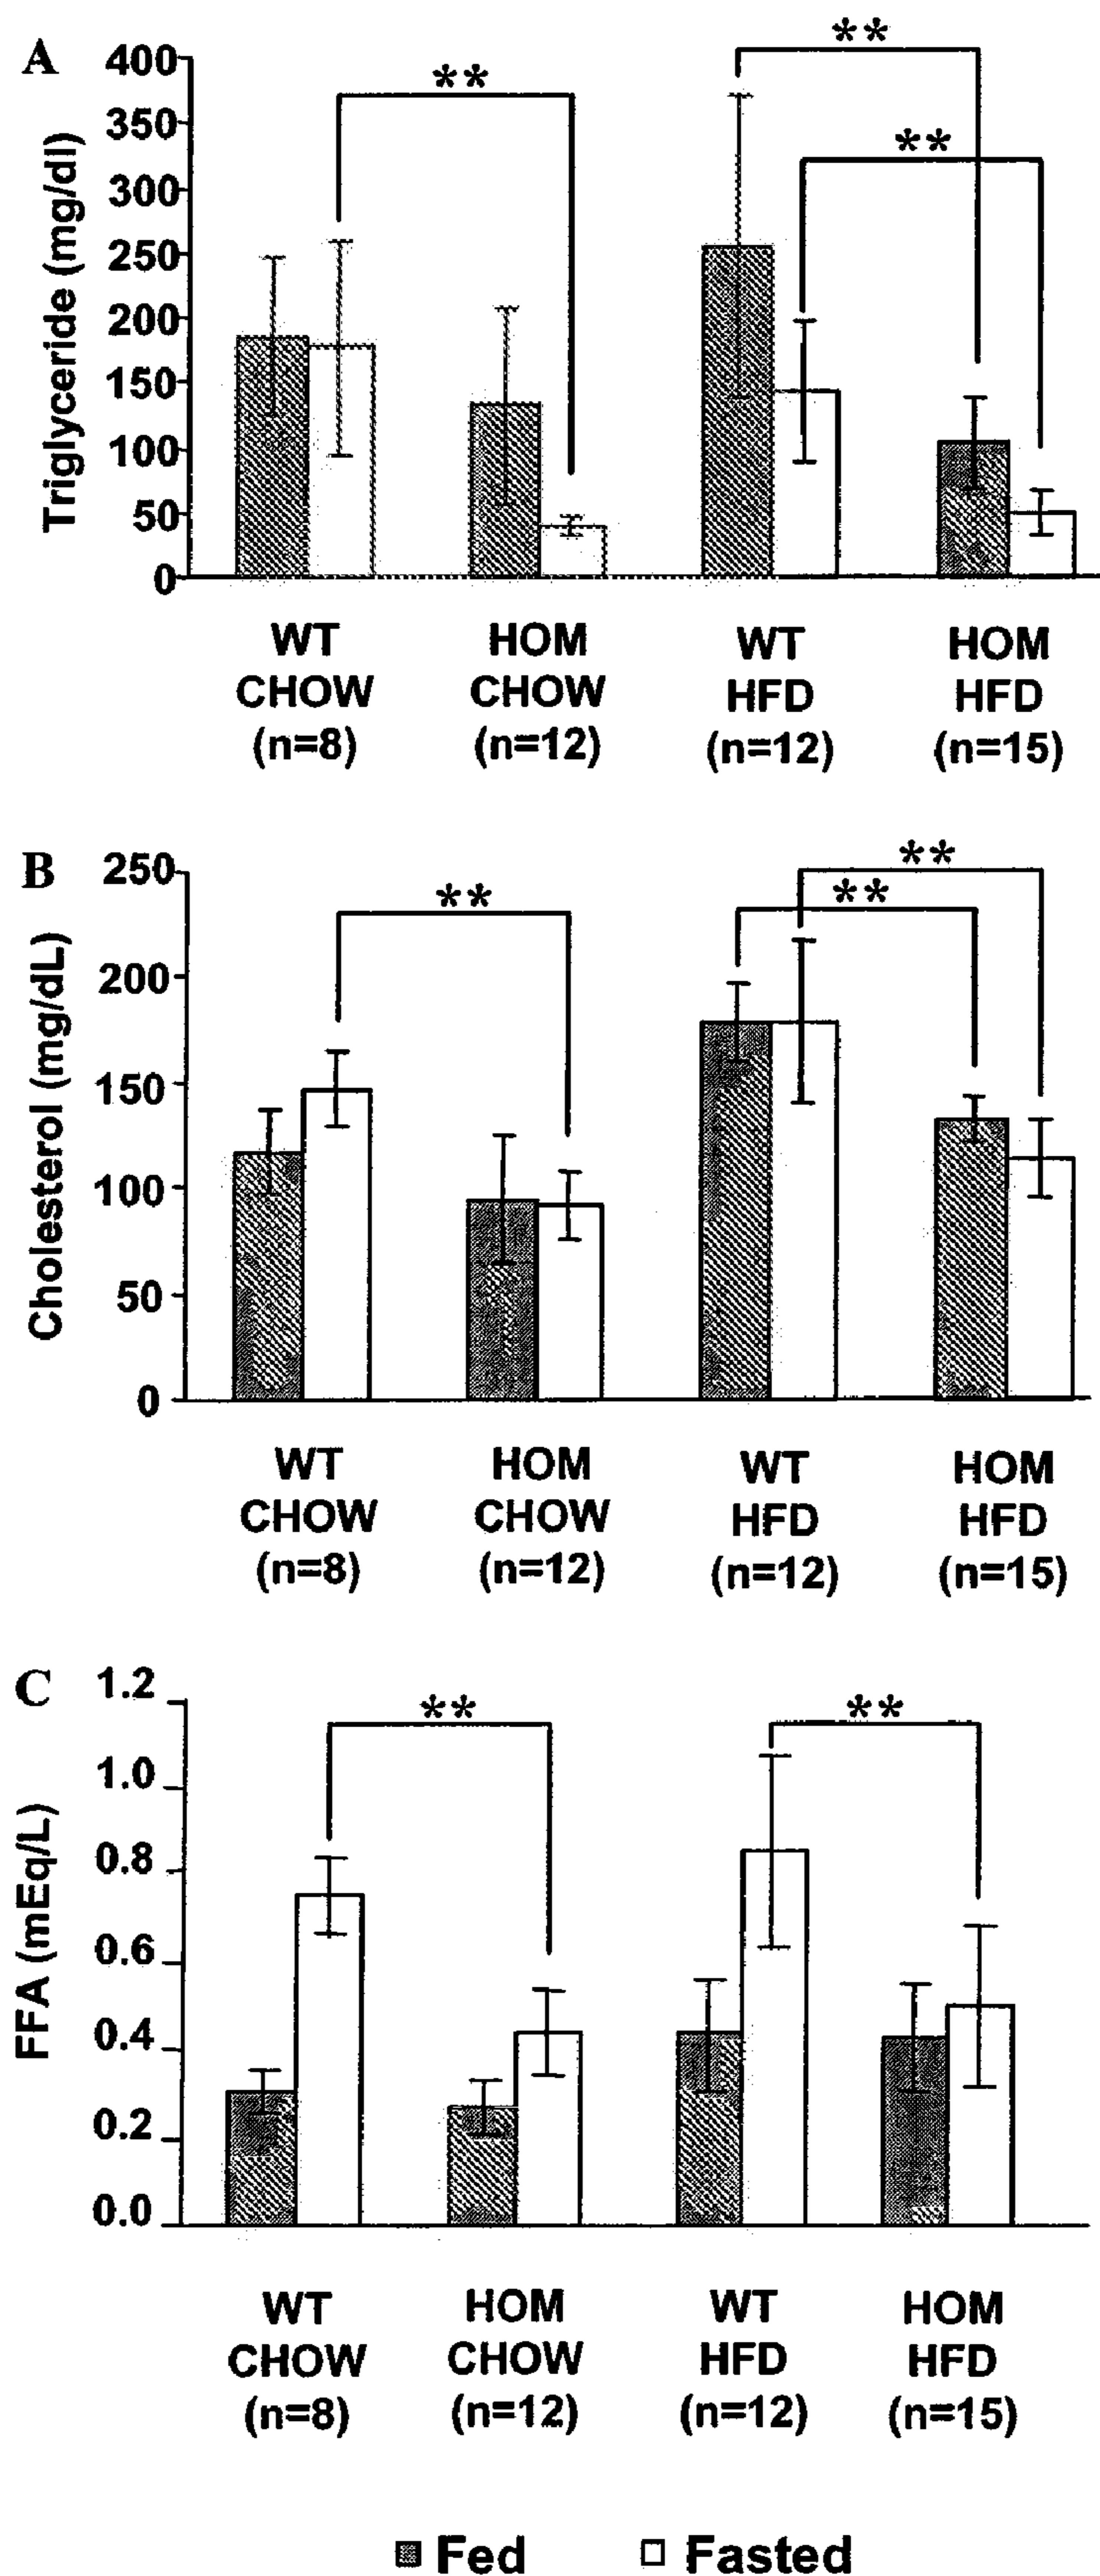 A
Triglyceride (mg/dl)
400
350
300
250
200
150
100
50
0
**
**
**
WT HOM WT HOM
CHOW CHOW HFD HFD
(n=8) (n=12) (n=12) (n=15)
B
Cholesterol (mg/dL)
250
200
150
100
50
0
**
**
**
WT HOM WT HOM
CHOW CHOW HFD HFD
(n=8) (n=12) (n=12) (n=15)
C
FFA (mEq/L)
1.2
1.0
0.8
0.6
0.4
0.2
0.0
**
**
WT HOM WT HOM
CHOW CHOW HFD HFD
(n=8) (n=12) (n=12) (n=15)
Fed Fasted